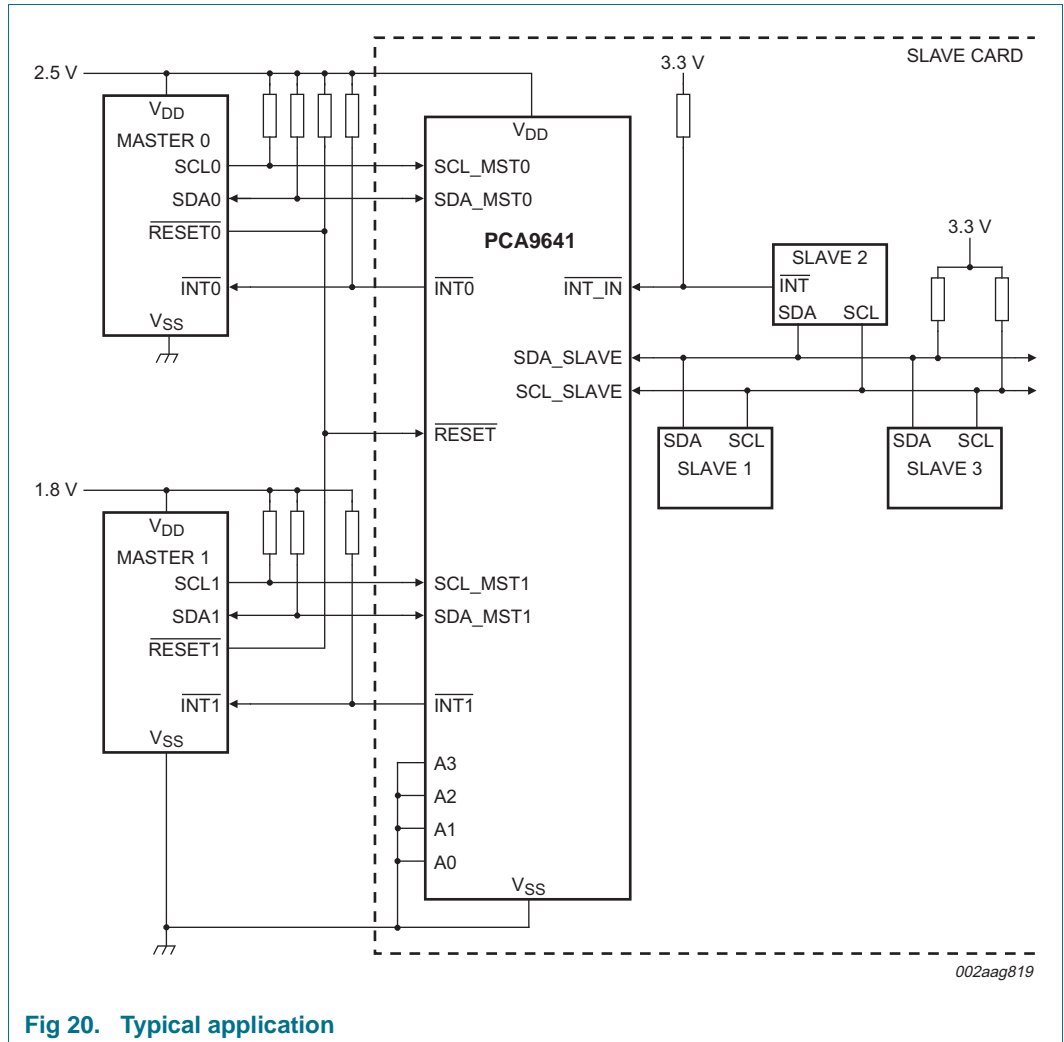 SLAVE CARD
2.5 V
3.3 V
VDD
MASTER 0
SCL0
SDA0
RESET0
INT0
VSS
VDD
SCL_MST0
SDA_MST0
PCA9641
INT0
INT_IN
SDA_SLAVE
SCL_SLAVE
RESET
SLAVE 2
INT
SDA SCL
3.3 V
SDA SCL
SLAVE 1
SDA SCL
SLAVE 3
1.8 V
VDD
MASTER 1
SCL1
SDA1
RESET1
INT1
VSS
SCL_MST1
SDA_MST1
INT1
A3
A2
A1
A0
VSS
002aag819
Fig 20. Typical application